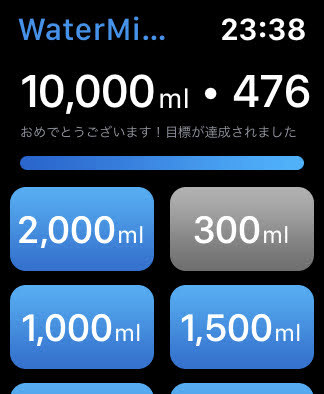 WaterMi... 23:38
10,000ml • 476
おめでとうございます！目標が達成されました
2,000ml 300ml
1,000ml 1,500ml